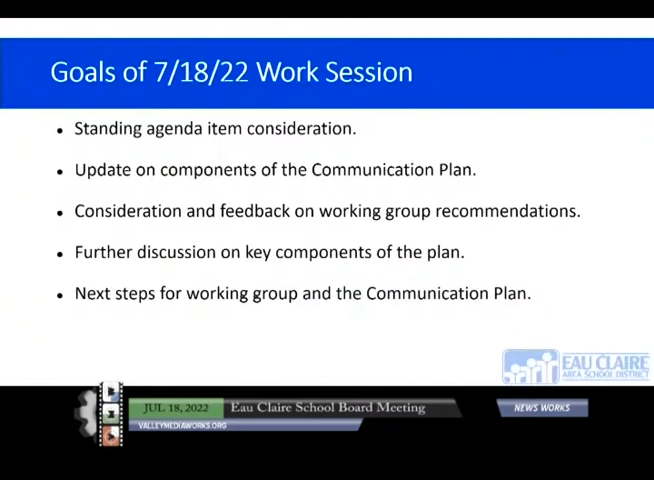 Goals of 7/18/22 Work Session
• Standing agenda item consideration.
• Update on components of the Communication Plan.
• Consideration and feedback on working group recommendations.
• Further discussion on key components of the plan.
• Next steps for working group and the Communication Plan.
EAU CLAIRE
AREA SCHOOL DISTRICT
JUL 18, 2022 Eau Claire School Board Meeting NEWS WORKS
VALLEYMEDIAWORKS.ORG